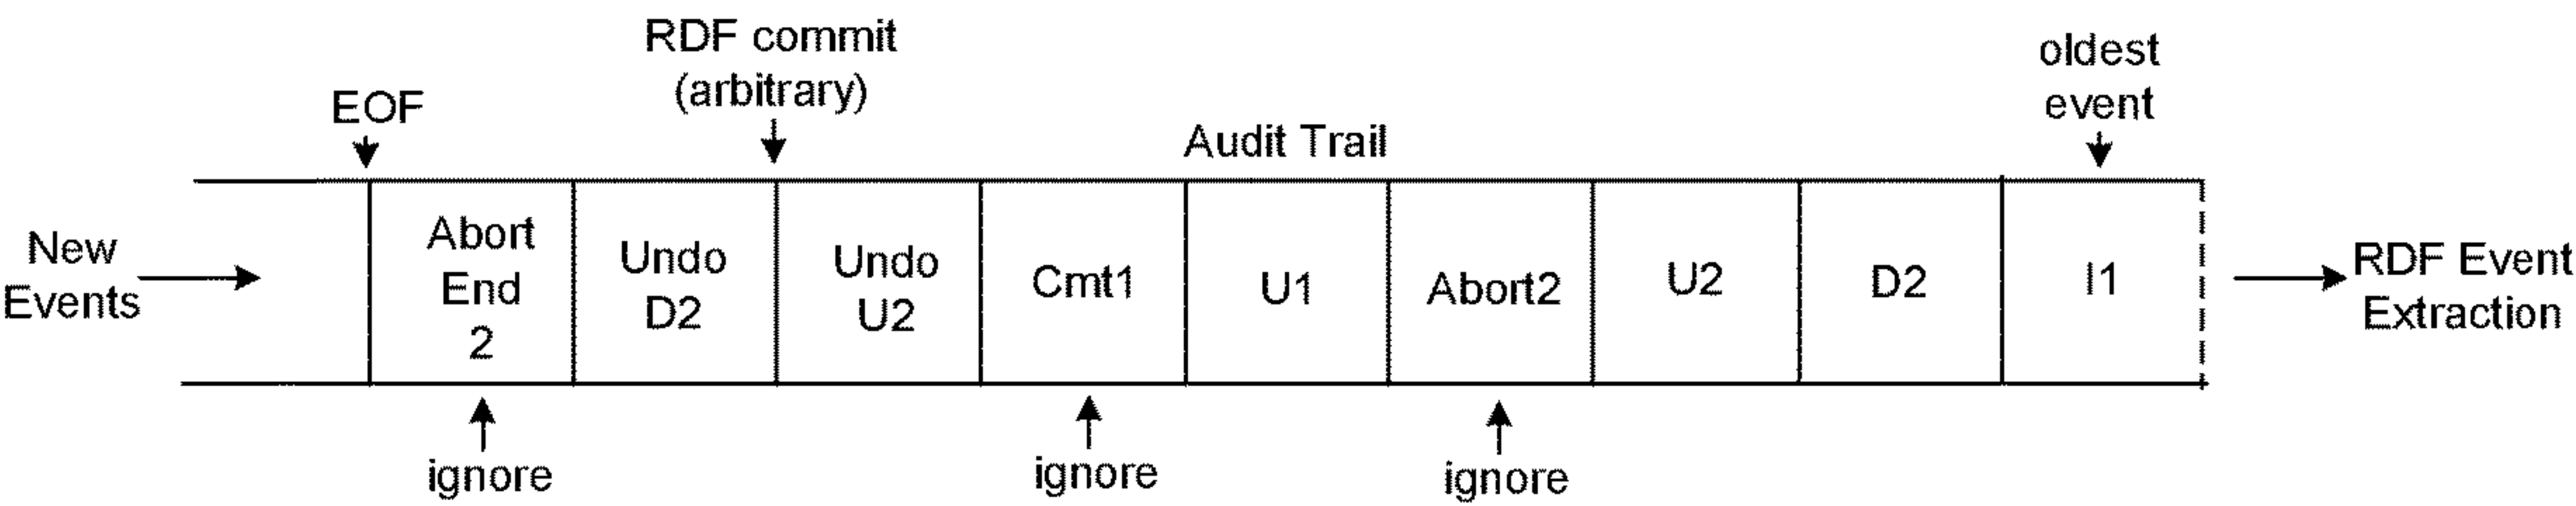 RDF commit
(arbitrary)
oldest
event
EOF
Audit Trail
New
Events
Abort
End
2
Undo
D2
Undo
U2
Cmt1
U1
Abort2
U2
D2
I1
RDF Event
Extraction
ignore
ignore
ignore